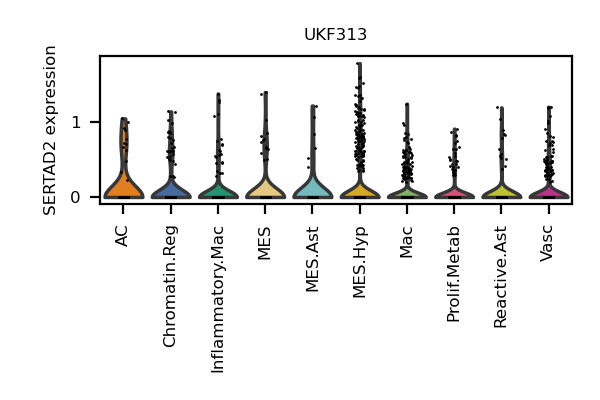 UKF313
SERTAD2 expression
1
0
AC
Chromatin.Reg
Inflammatory.Mac
MES
MES.Ast
MES.Hyp
Mac
Prolif.Metab
Reactive.Ast
Vasc